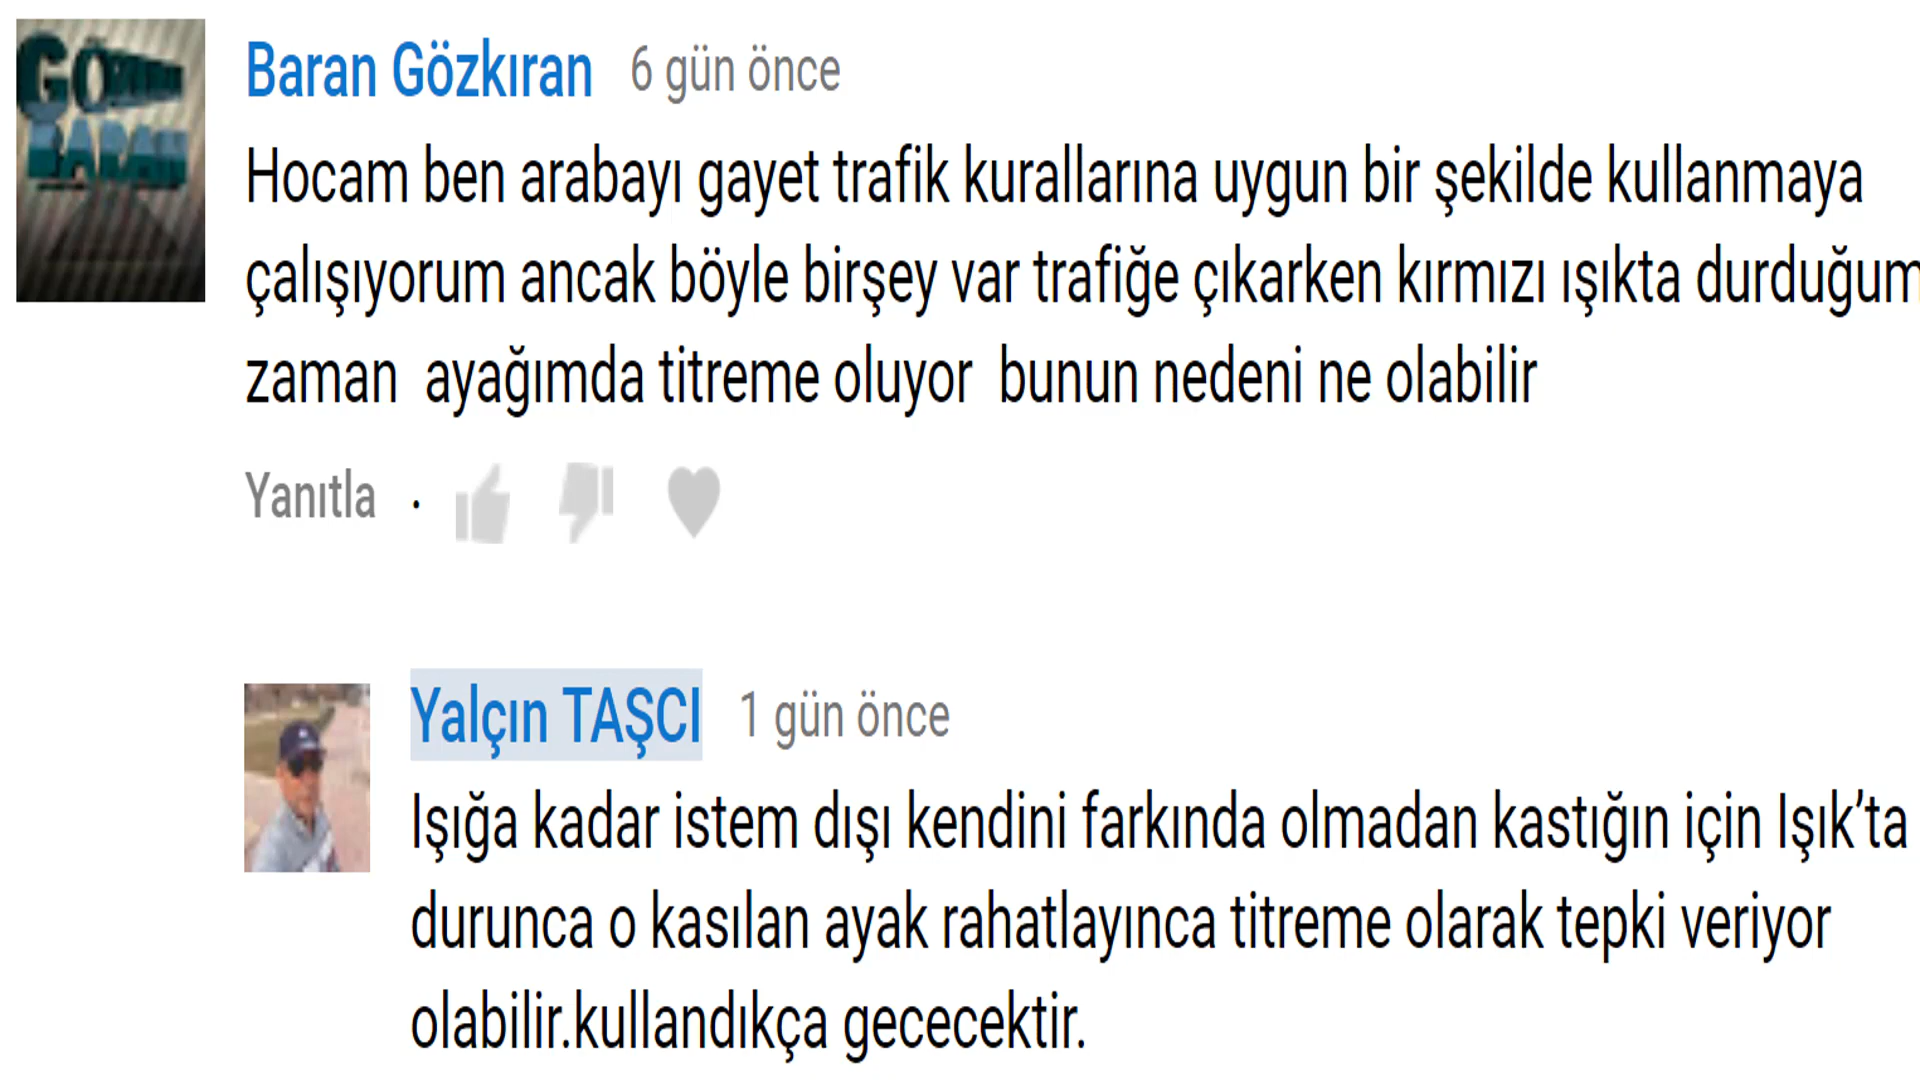 GÖ
BARAN
Baran Gözkıran 6 gün önce
Hocam ben arabayı gayet trafik kurallarına uygun bir şekilde kullanmaya
çalışıyorum ancak böyle birşey var trafiğe çıkarken kırmızı ışıkta durduğum
zaman ayağımda titreme oluyor bunun nedeni ne olabilir
Yanıtla
Yalçın TAŞCI 1 gün önce
Işığa kadar istem dışı kendini farkında olmadan kastığın için Işık’ta
durunca o kasılan ayak rahatlayınca titreme olarak tepki veriyor
olabilir.kullandıkça gececektir.